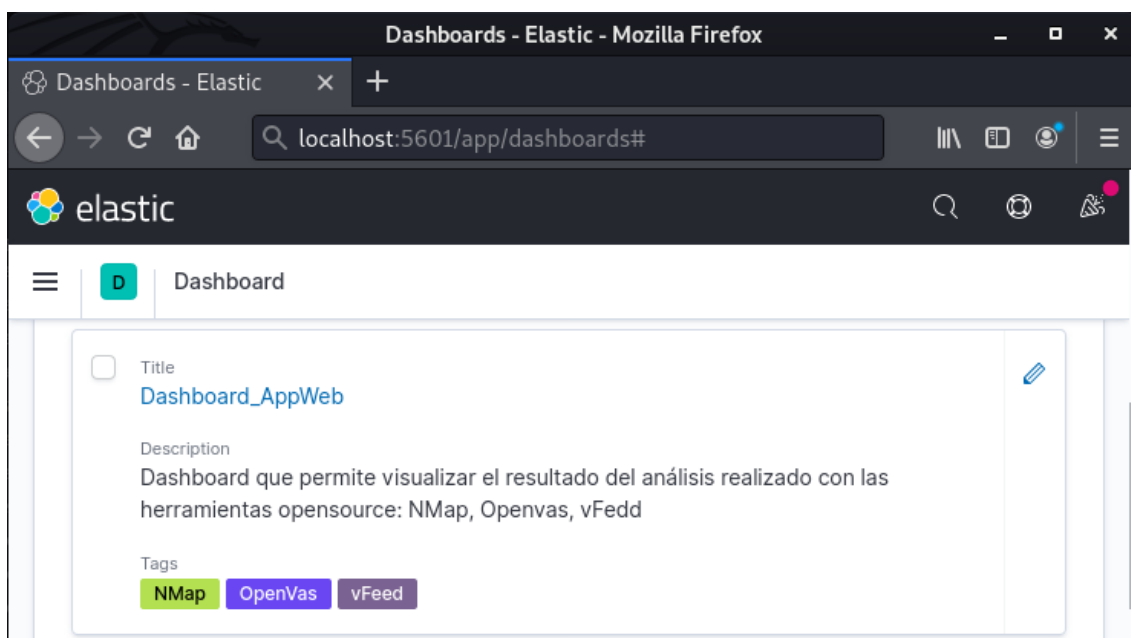 Dashboards - Elastic - Mozilla Firefox
Dashboards - Elastic
localhost:5601/app/dashboards#
elastic
D Dashboard
Title
Dashboard_AppWeb
Description
Dashboard que permite visualizar el resultado del análisis realizado con las
herramientas opensource: NMap, Openvas, vFedd
Tags
NMap OpenVas vFeed